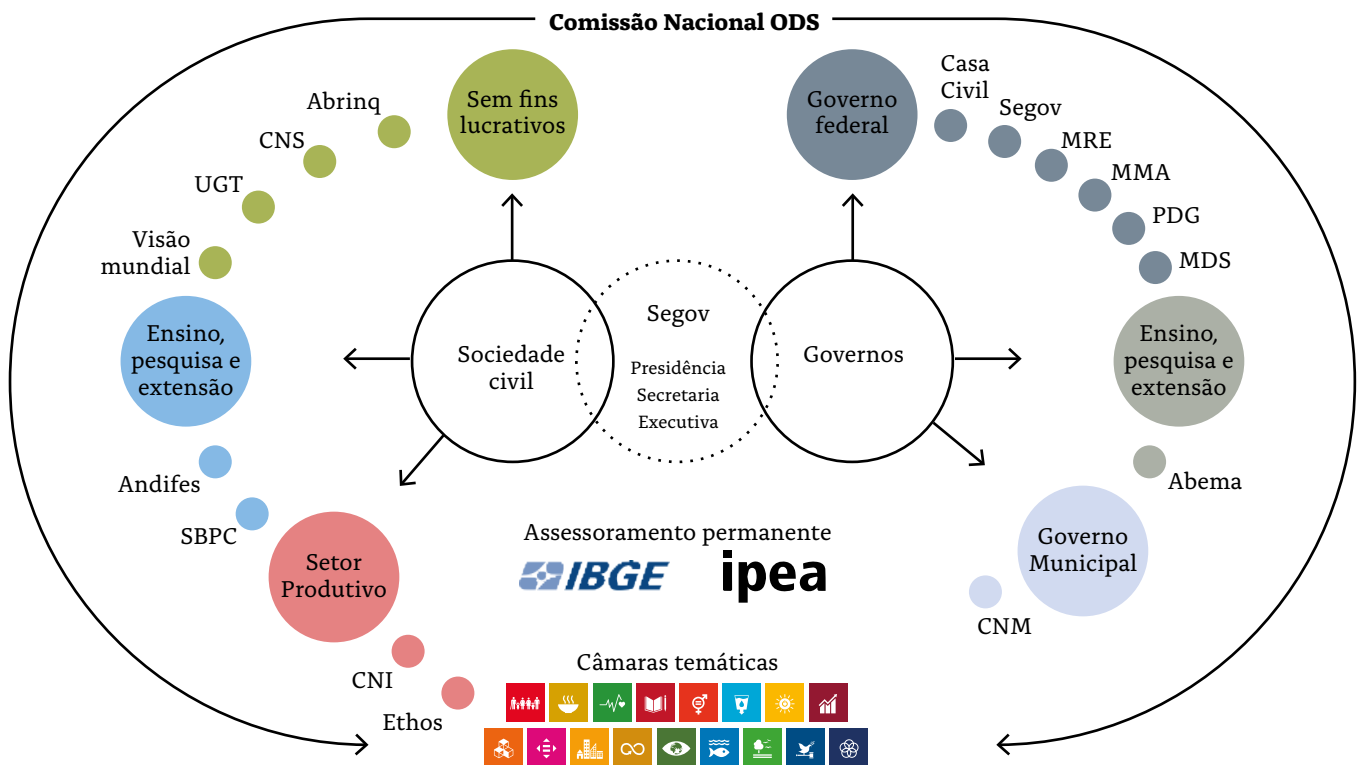 Comissão Nacional ODS
Sem fins
lucrativos
Abrinq
CNS
UGT
Visão
mundial
Ensino,
pesquisa e
extensão
Andifes
SBPC
Setor
Produtivo
CNI
Ethos
Sociedade
civil
Segov
Presidência
Secretaria
Executiva
Governos
Governo
federal
Casa
Civil
Segov
MRE
MMA
PDG
MDS
Ensino,
pesquisa e
extensão
Abema
Governo
Municipal
CNM
Assessoramento permanente
IBGE
ipea
Câmaras temáticas